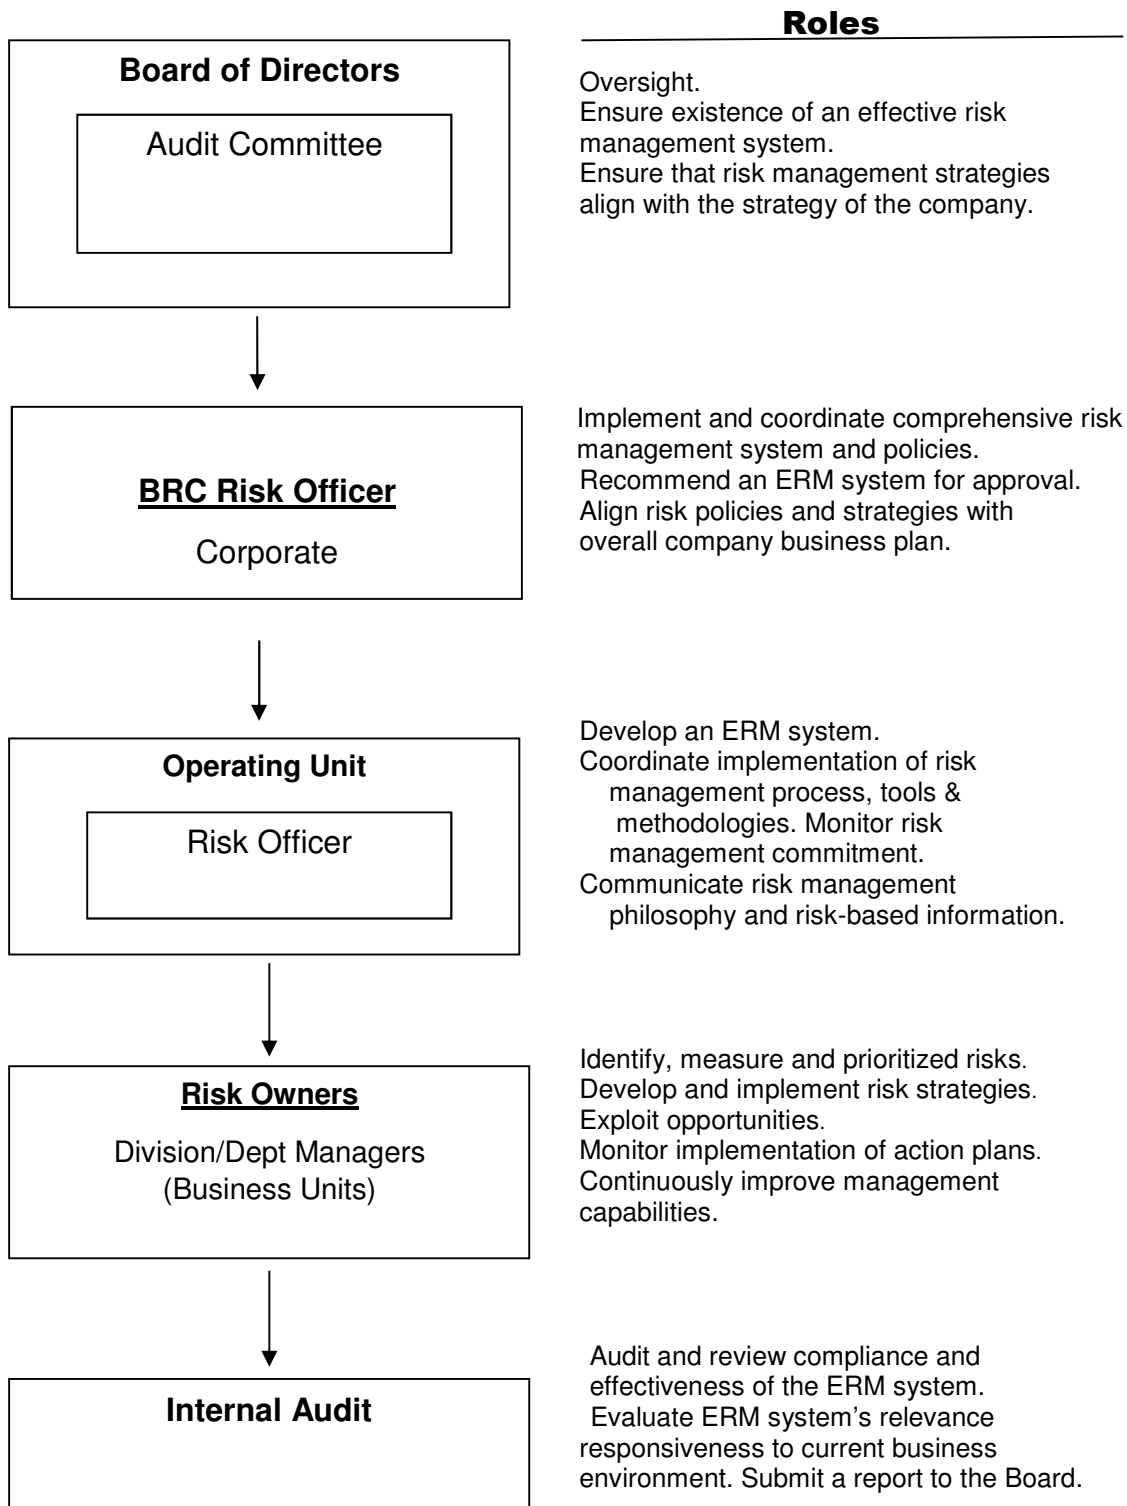 Roles
Board of Directors
Audit Committee
Oversight.
Ensure existence of an effective risk
management system.
Ensure that risk management strategies
align with the strategy of the company.
BRC Risk Officer
Corporate
Implement and coordinate comprehensive risk
management system and policies.
Recommend an ERM system for approval.
Align risk policies and strategies with
overall company business plan.
Operating Unit
Risk Officer
Develop an ERM system.
Coordinate implementation of risk
management process, tools &
methodologies. Monitor risk
management commitment.
Communicate risk management
philosophy and risk-based information.
Risk Owners
Division/Dept Managers
(Business Units)
Identify, measure and prioritized risks.
Develop and implement risk strategies.
Exploit opportunities.
Monitor implementation of action plans.
Continuously improve management
capabilities.
Internal Audit
Audit and review compliance and
effectiveness of the ERM system.
Evaluate ERM system’s relevance
responsiveness to current business
environment. Submit a report to the Board.